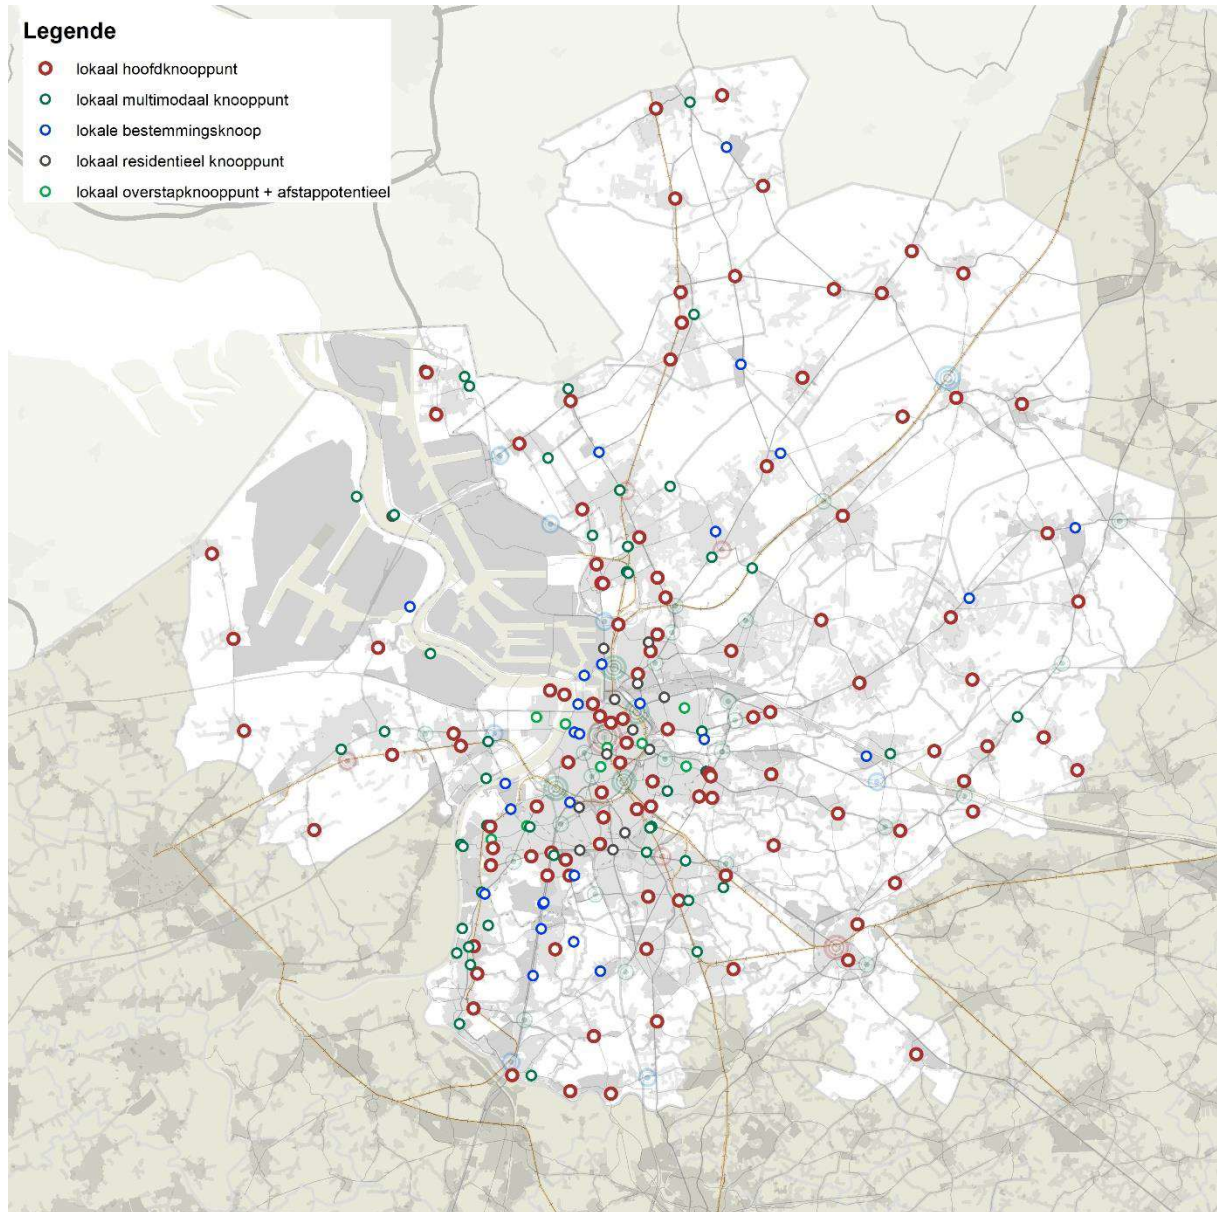 Legende
lokaal hoofdknooppunt
lokaal multimodaal knooppunt
lokale bestemmingsknoop
lokaal residentieel knooppunt
lokaal overstapknooppunt + afstappotentieel